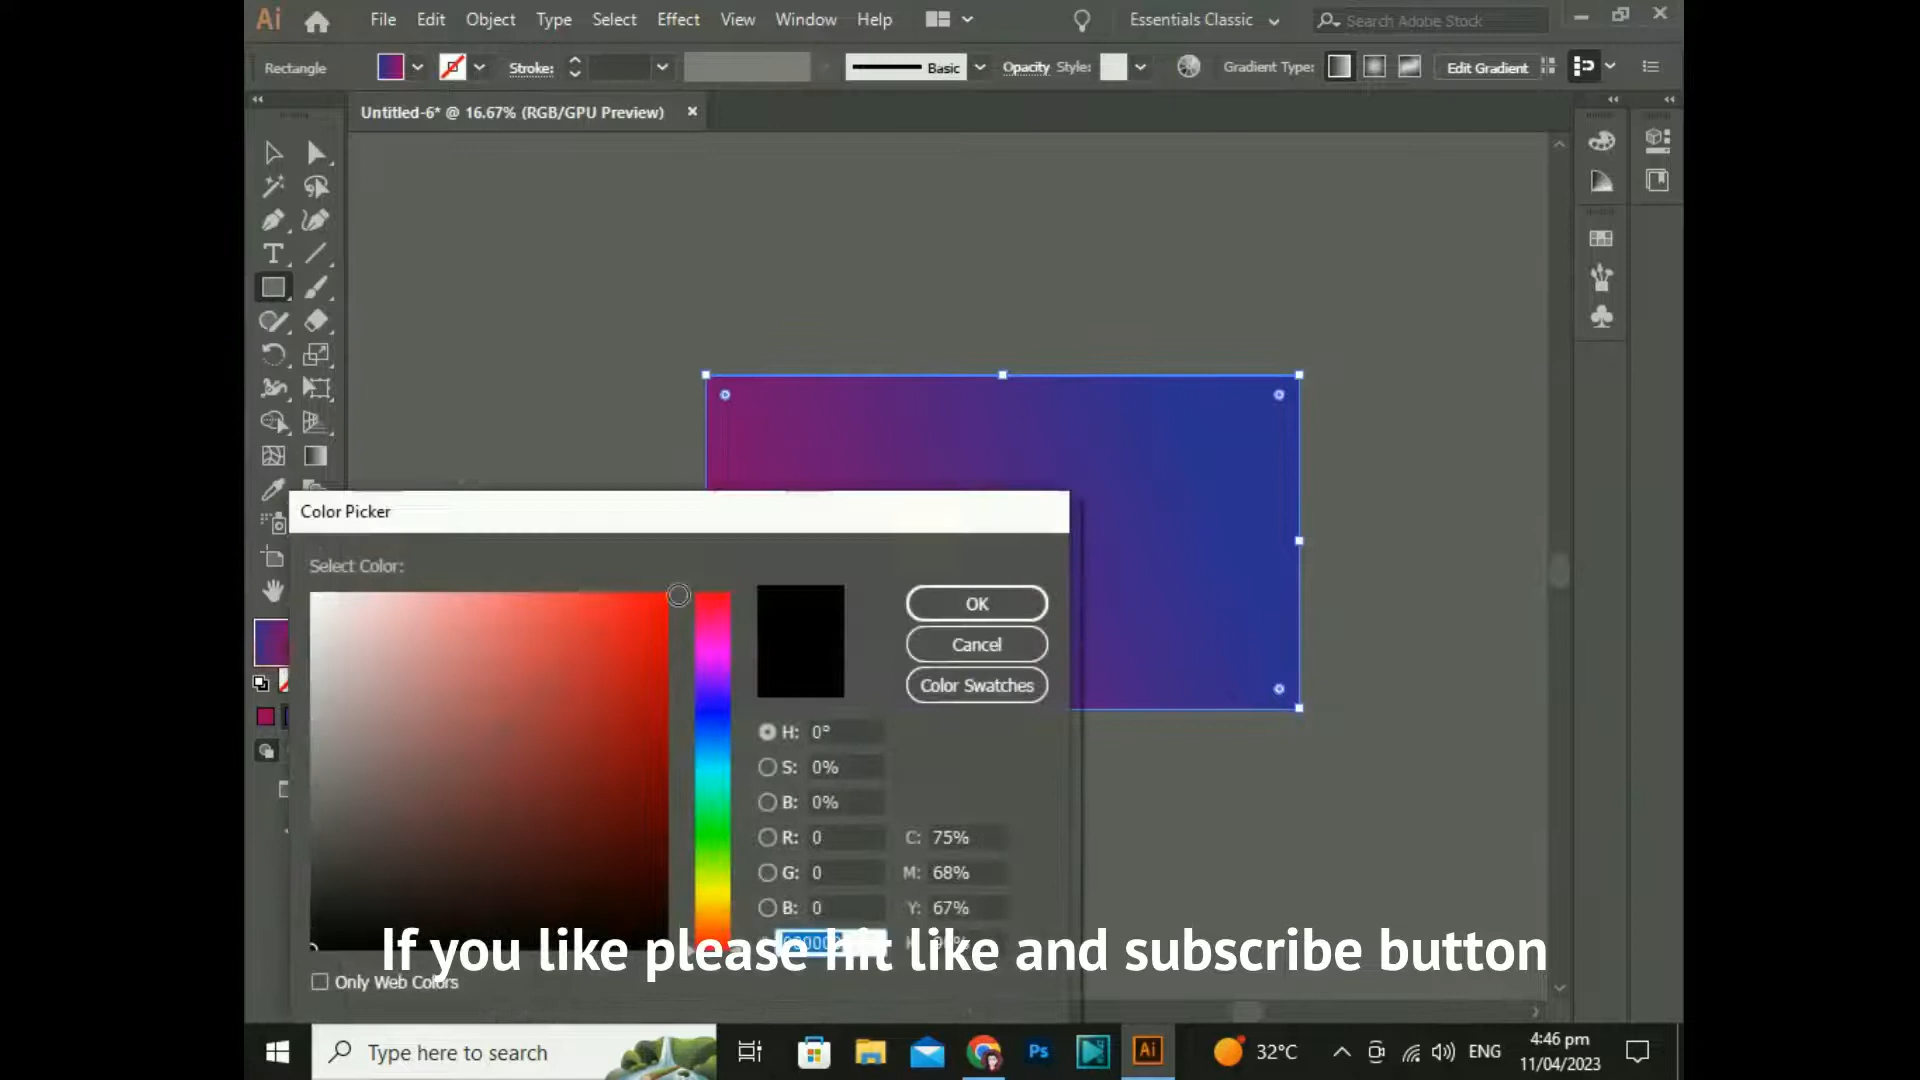 Ai File Edit Object Type Select Effect View Window Help Essentials Classic Search Adobe Stock
Rectangle Stroke: Basic Opacity Style: Gradient Type: Edit Gradient
Untitled-6* @ 16.67% (RGB/GPU Preview) ×
Color Picker
Select Color:
OK
Cancel
Color Swatches
H: 0°
S: 0%
B: 0%
R: 0 C: 75%
G: 0 M: 68%
B: 0 Y: 67%
If you like please hit like and subscribe button
Only Web Colors
Type here to search Ps Ai 32°C ENG 4:46 pm
11/04/2023